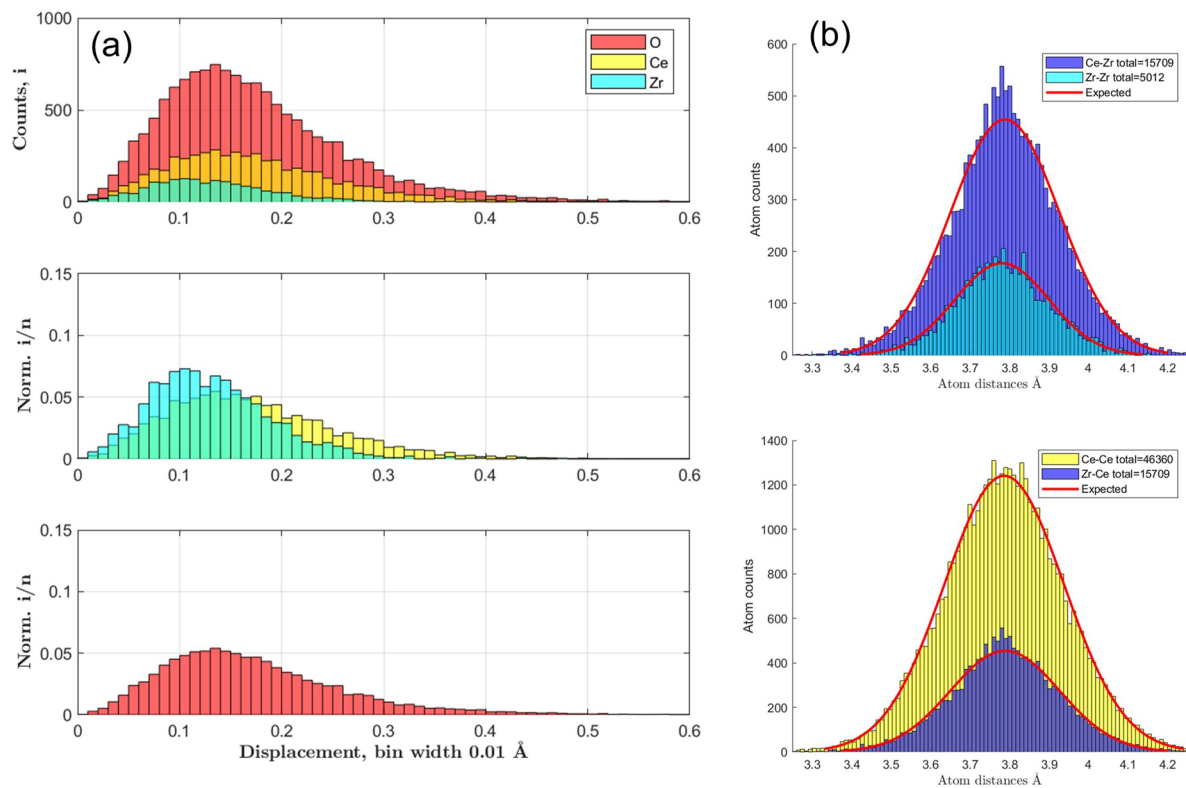 (a)
1000
500
0
Counts, i
O
Ce
Zr
0.1 0.2 0.3 0.4 0.5 0.6
0.15
0.1
0.05
0
Norm. i/n
0.1 0.2 0.3 0.4 0.5 0.6
0.15
0.1
0.05
0
Norm. i/n
0.1 0.2 0.3 0.4 0.5 0.6
Displacement, bin width 0.01 Å
(b)
600
500
400
300
200
100
0
Atom counts
Ce-Zr total=15709
Zr-Zr total=5012
Expected
3.3 3.4 3.5 3.6 3.7 3.8 3.9 4 4.1 4.2
Atom distances Å
1400
1200
1000
800
600
400
200
0
Atom counts
Ce-Ce total=46360
Zr-Ce total=15709
Expected
3.3 3.4 3.5 3.6 3.7 3.8 3.9 4 4.1 4.2
Atom distances Å